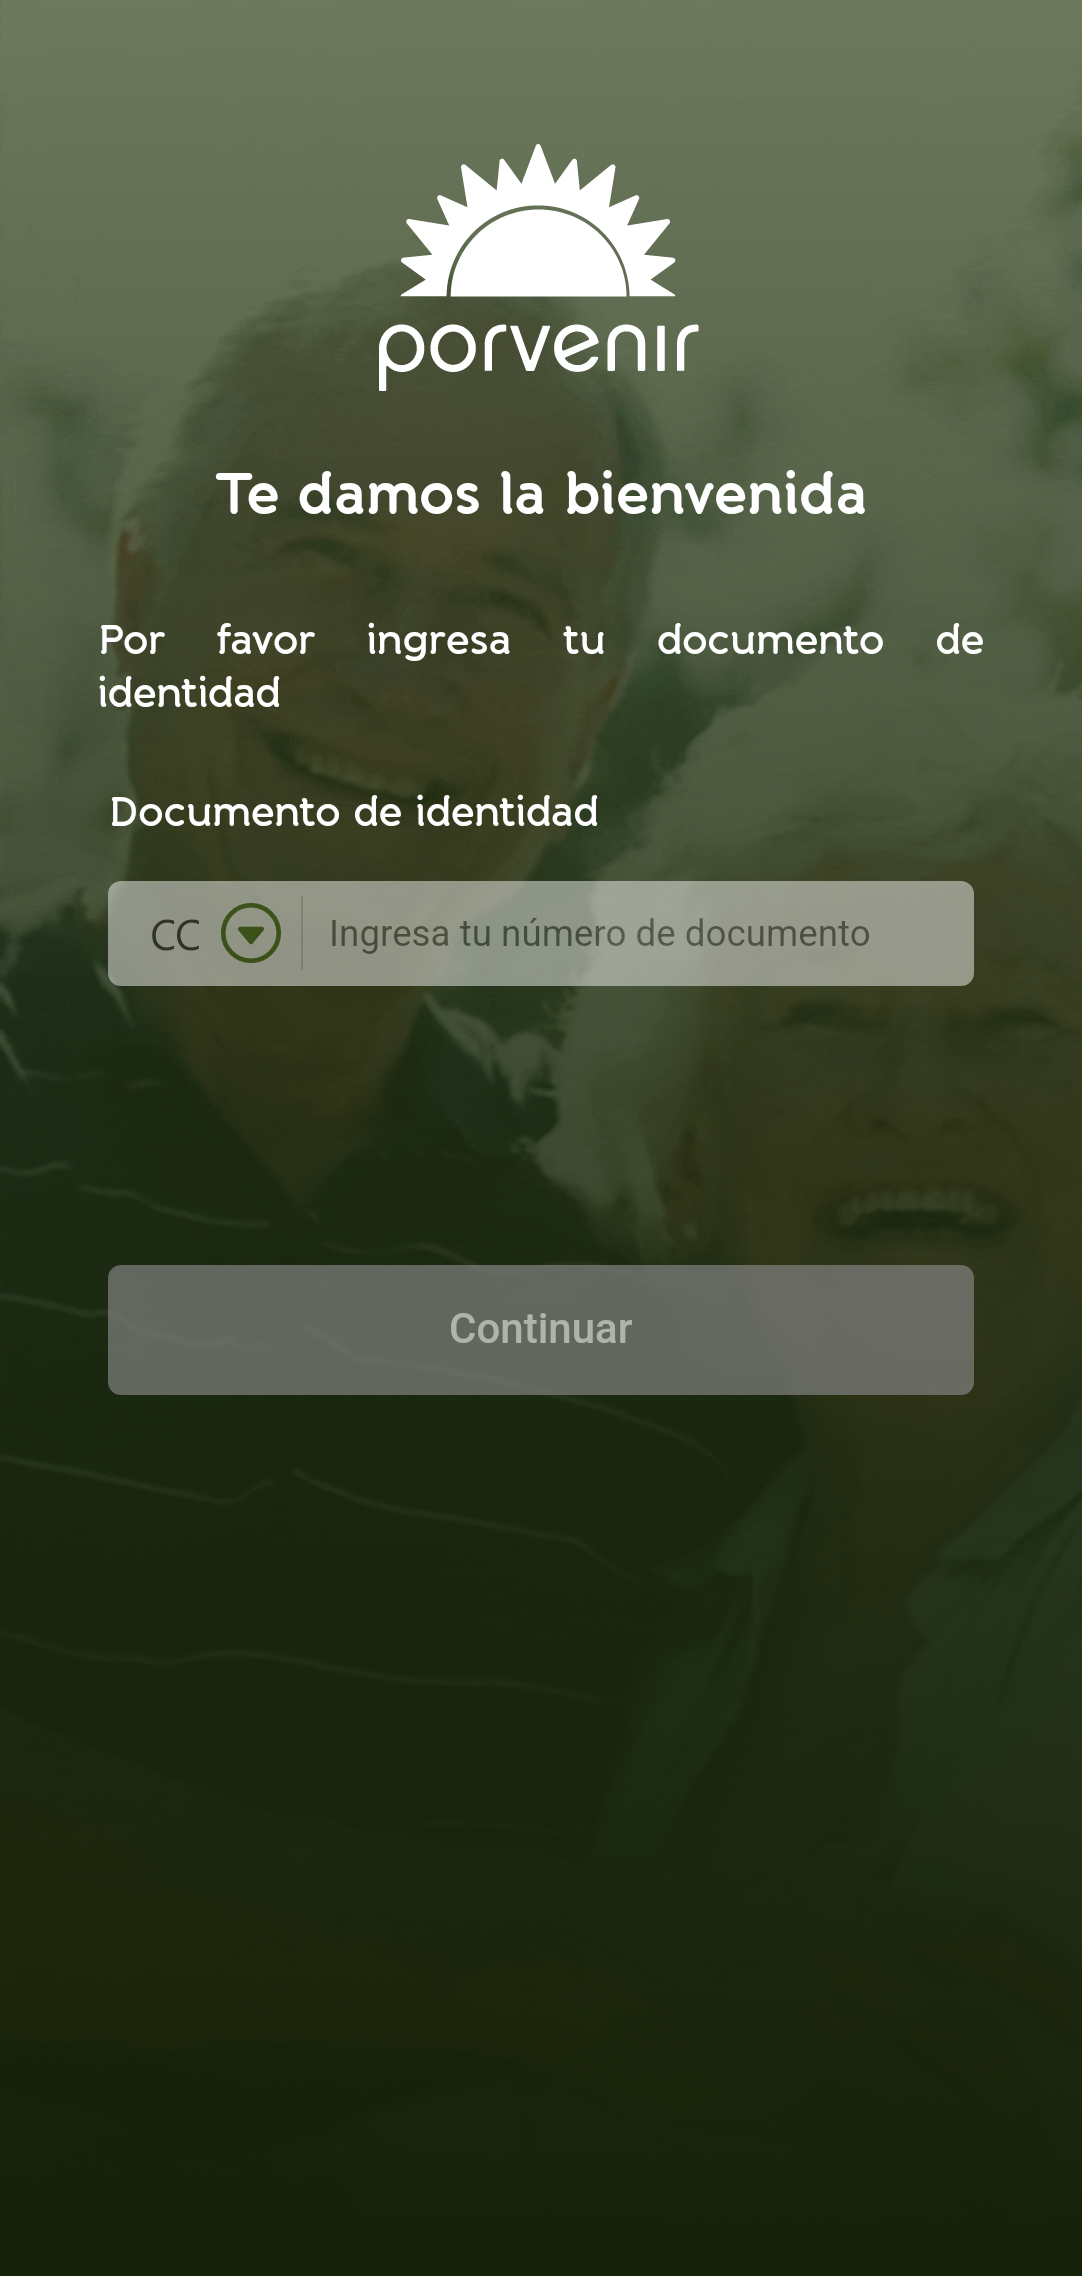 porvenir
Te damos la bienvenida
Por favor ingresa tu documento de
identidad
Documento de identidad
CC Ingresa tu número de documento
Continuar